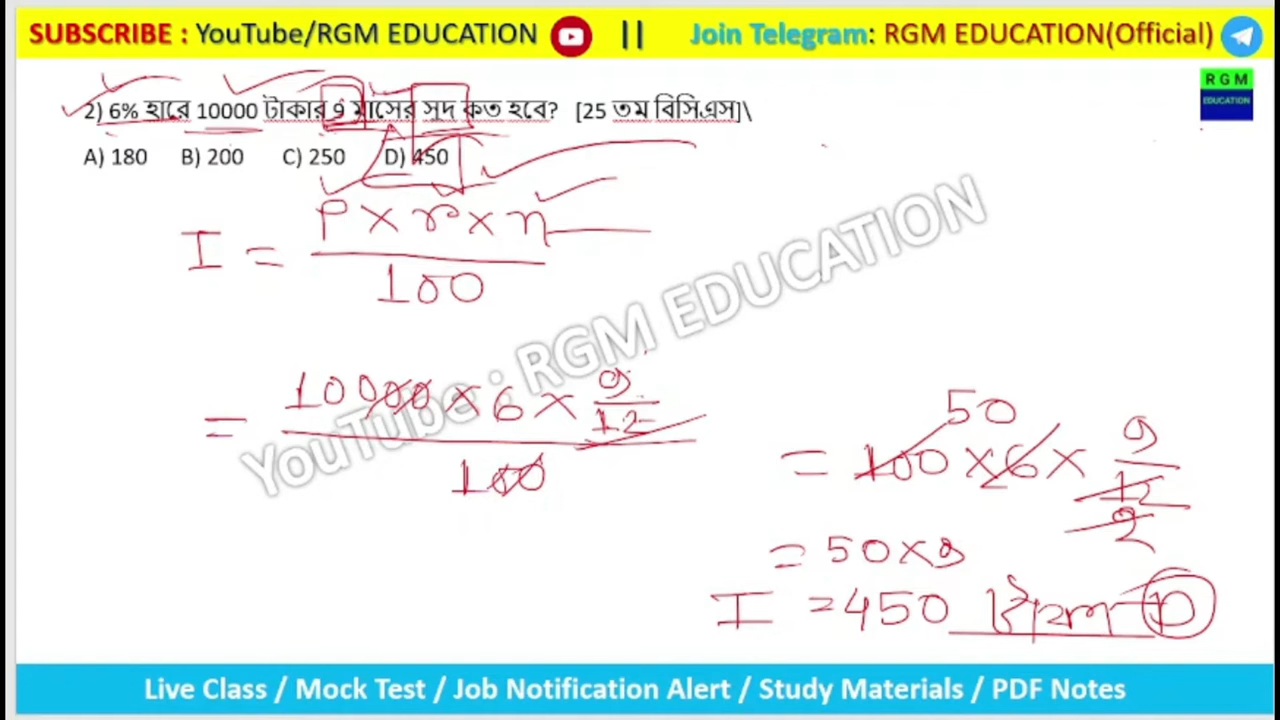 SUBSCRIBE : YouTube/RGM EDUCATION || Join Telegram: RGM EDUCATION(Official)
RGM
EDUCATION
2) 6% হারে 10000 টাকার 9 মাসের সুদ কত হবে? [25 তম বিসিএস]\
A) 180 B) 200 C) 250 D) 450
I = P × r × n / 100
YouTube : RGM EDUCATION
= 10000 × 6 × 9/12 / 100
50
= 100 × 6 × 9/12
2
= 50 × 9
I = 450 D
Live Class / Mock Test / Job Notification Alert / Study Materials / PDF Notes